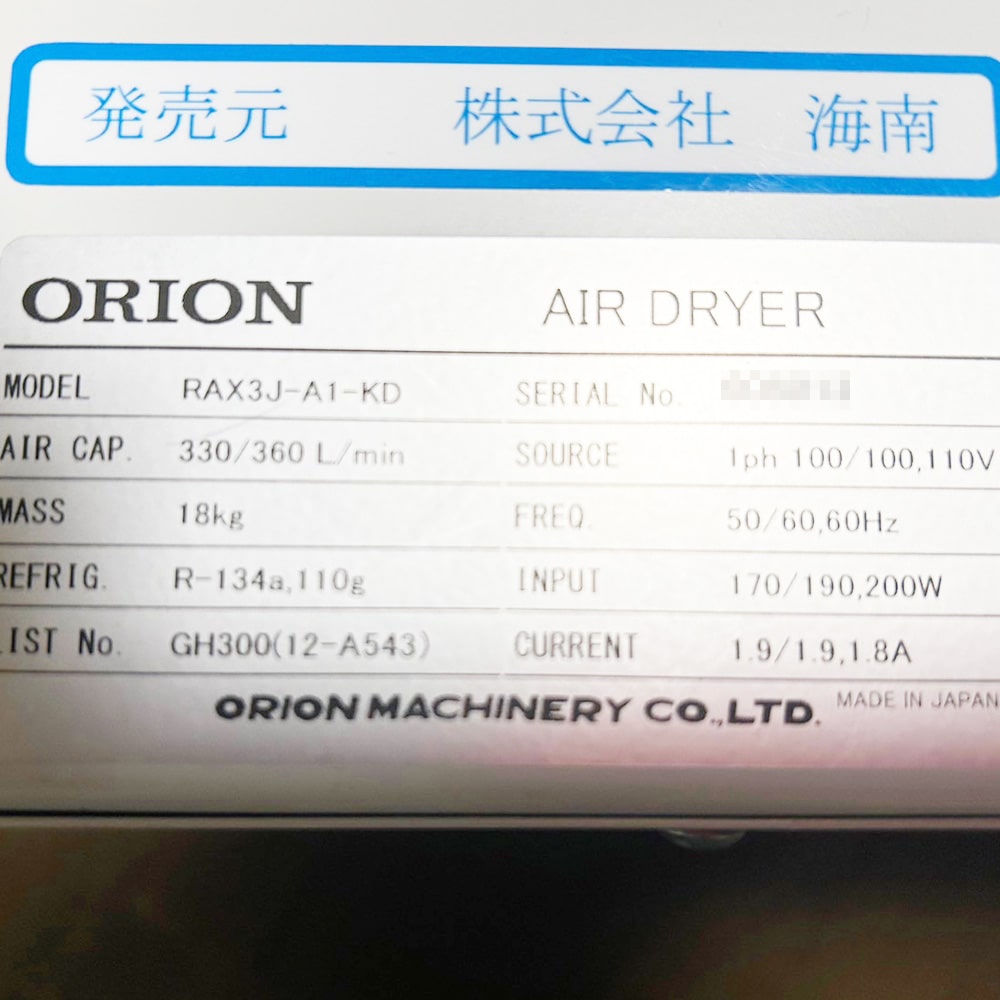 発売元 株式会社 海南
ORION AIR DRYER
MODEL RAX3J-A1-KD SERIAL No.
AIR CAP. 330/360 L/min SOURCE 1ph 100/100,110V
MASS 18kg FREQ. 50/60,60Hz
REFRIG. R-134a,110g INPUT 170/190,200W
LIST No. GH300(12-A543) CURRENT 1.9/1.9,1.8A
ORION MACHINERY CO.,LTD. MADE IN JAPAN